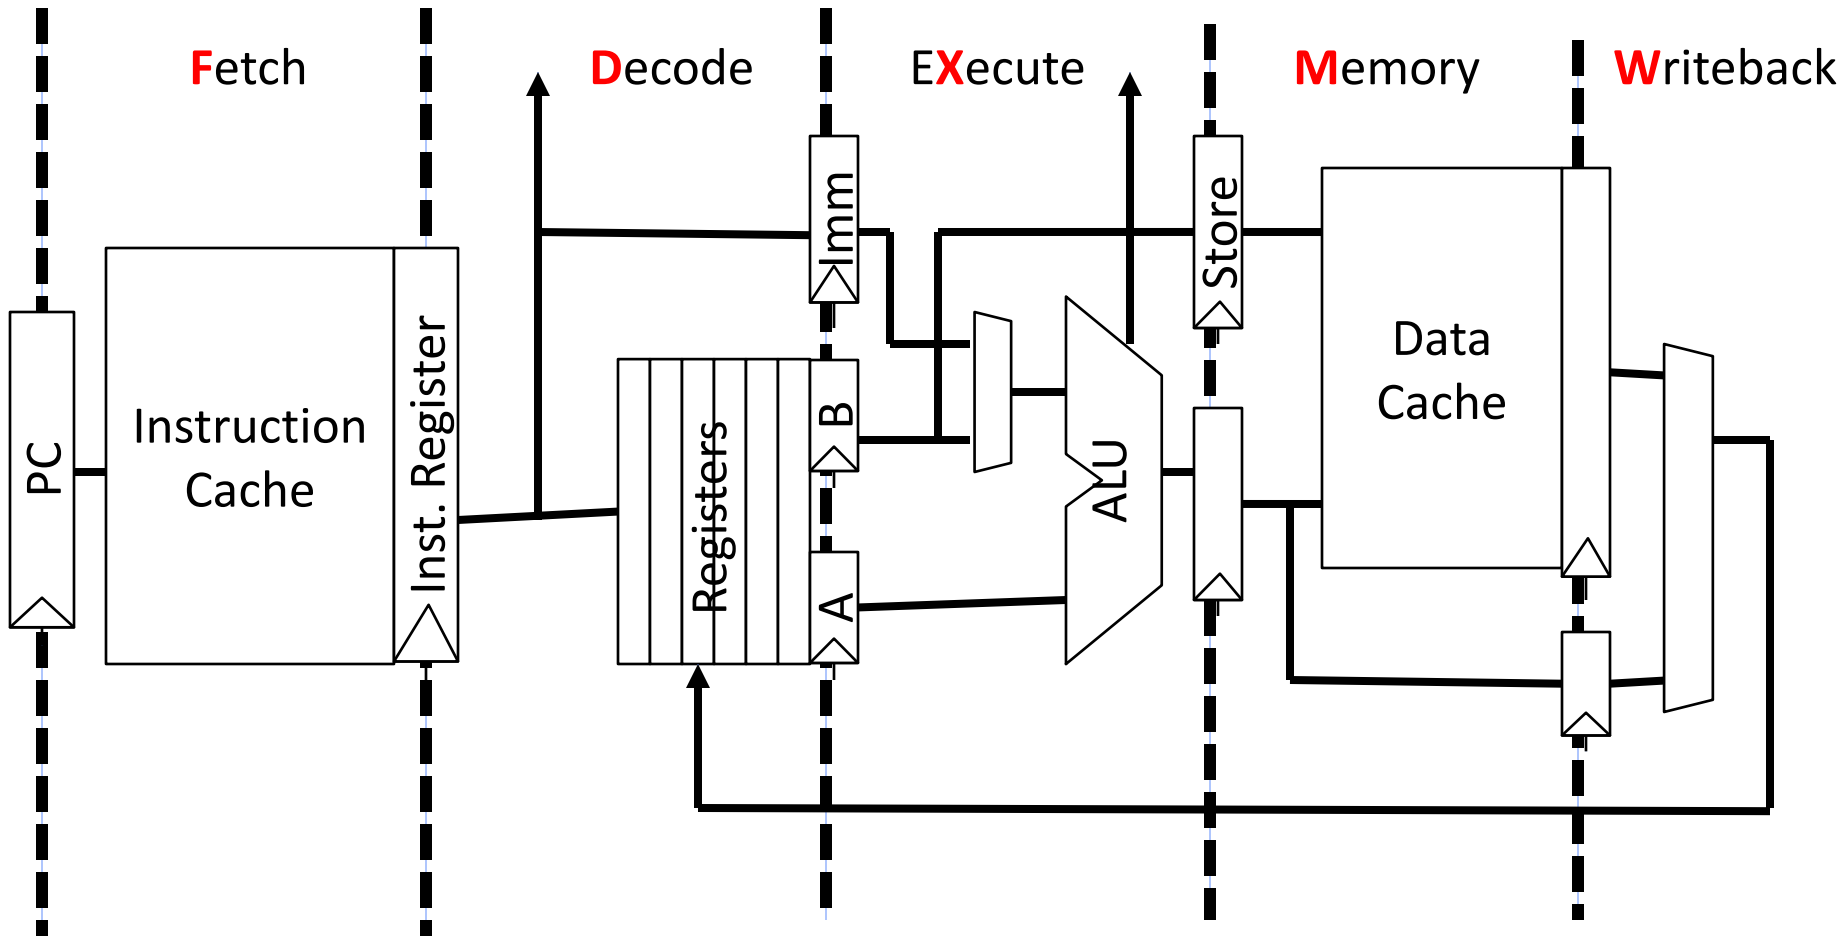 Fetch
Decode
EXecute
Memory
Writeback
PC
Instruction
Cache
Inst. Register
Registers
Imm
B
A
ALU
Store
Data
Cache